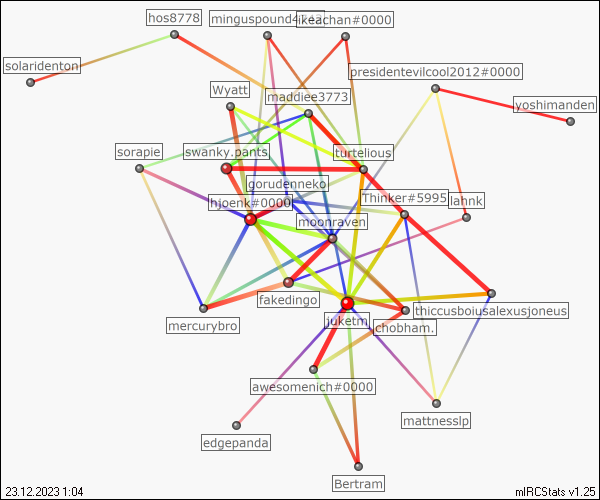 hos8778
minguspound4
keachan#0000
solaridenton
presidentevilcool2012#0000
Wyatt
maddiee3773
yoshimanden
sorapie
swanky.pants
turtelious
gorudenneko
hjoenk#0000
Thinker#5995
lahnk
moonraven
fakedingo
thiccusboiusalexusjoneus
juketm
chobham.
mercurybro
awesomenich#0000
mattnesslp
edgepanda
Bertram
23.12.2023 1:04
mIRCStats v1.25